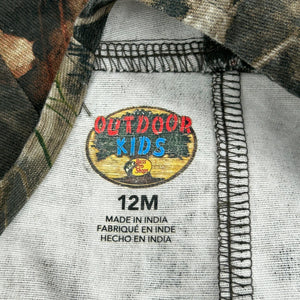 OUTDOOR
KIDS
12M
MADE IN INDIA
FABRIQUÉ EN INDE
HECHO EN INDIA